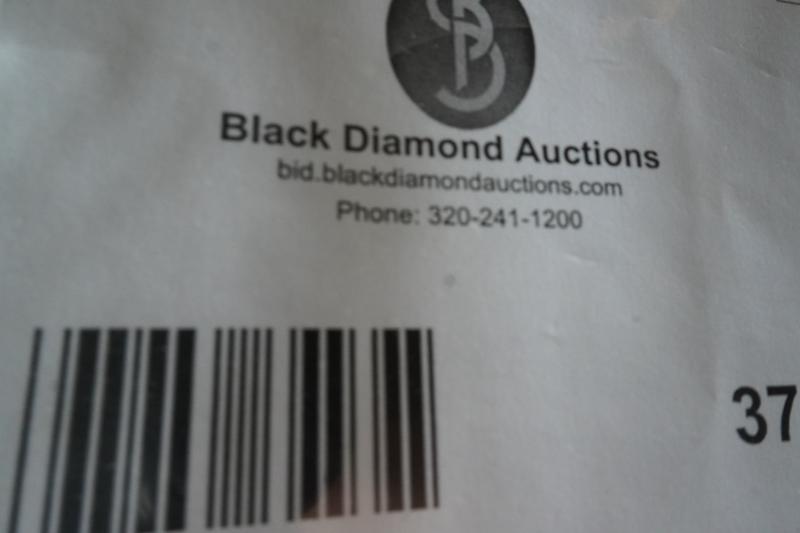 Black Diamond Auctions
bid.blackdiamondauctions.com
Phone: 320-241-1200
37